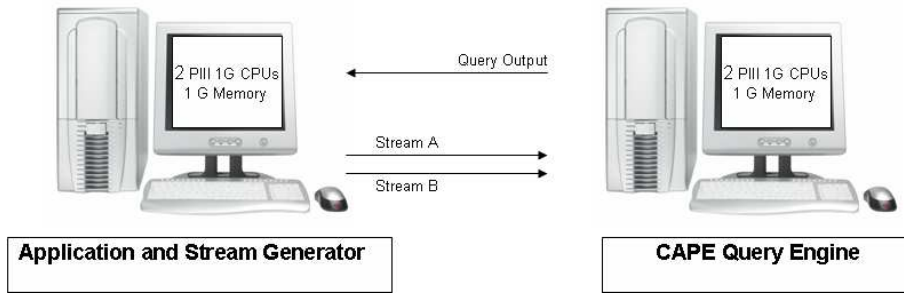 2 PIII 1G CPUs
1 G Memory
Query Output
2 PIII 1G CPUs
1 G Memory
Stream A
Stream B
Application and Stream Generator
CAPE Query Engine